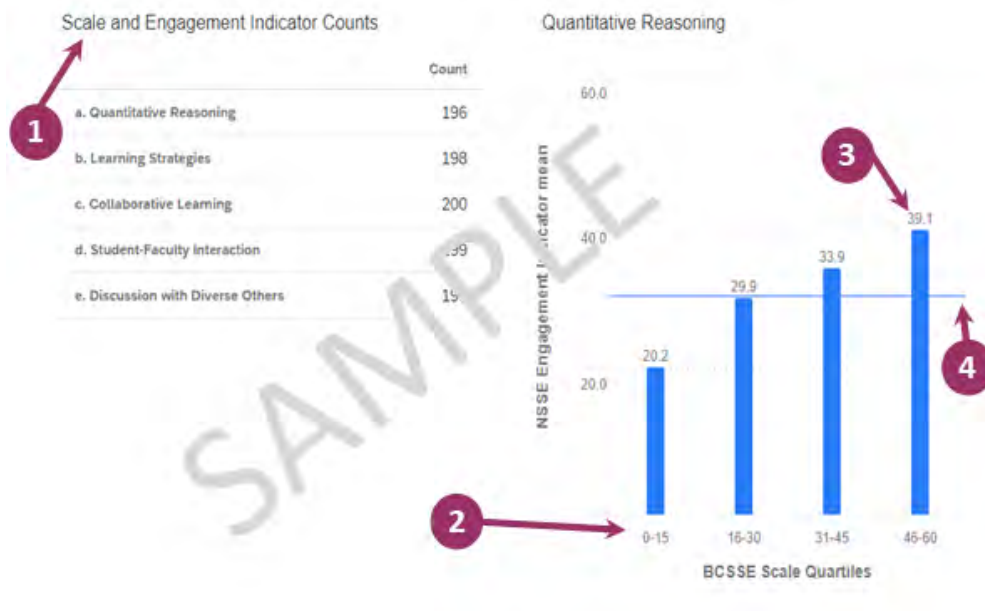 Scale and Engagement Indicator Counts
Count
a. Quantitative Reasoning 196
b. Learning Strategies 198
c. Collaborative Learning 200
d. Student-Faculty Interaction
e. Discussion with Diverse Others
1
Quantitative Reasoning
NSSE Engagement Indicator mean
60.0
40.0
20.0
20.2
29.9
33.9
39.1
3
4
2
0-15 16-30 31-45 46-60
BCSSE Scale Quartiles
SAMPLE